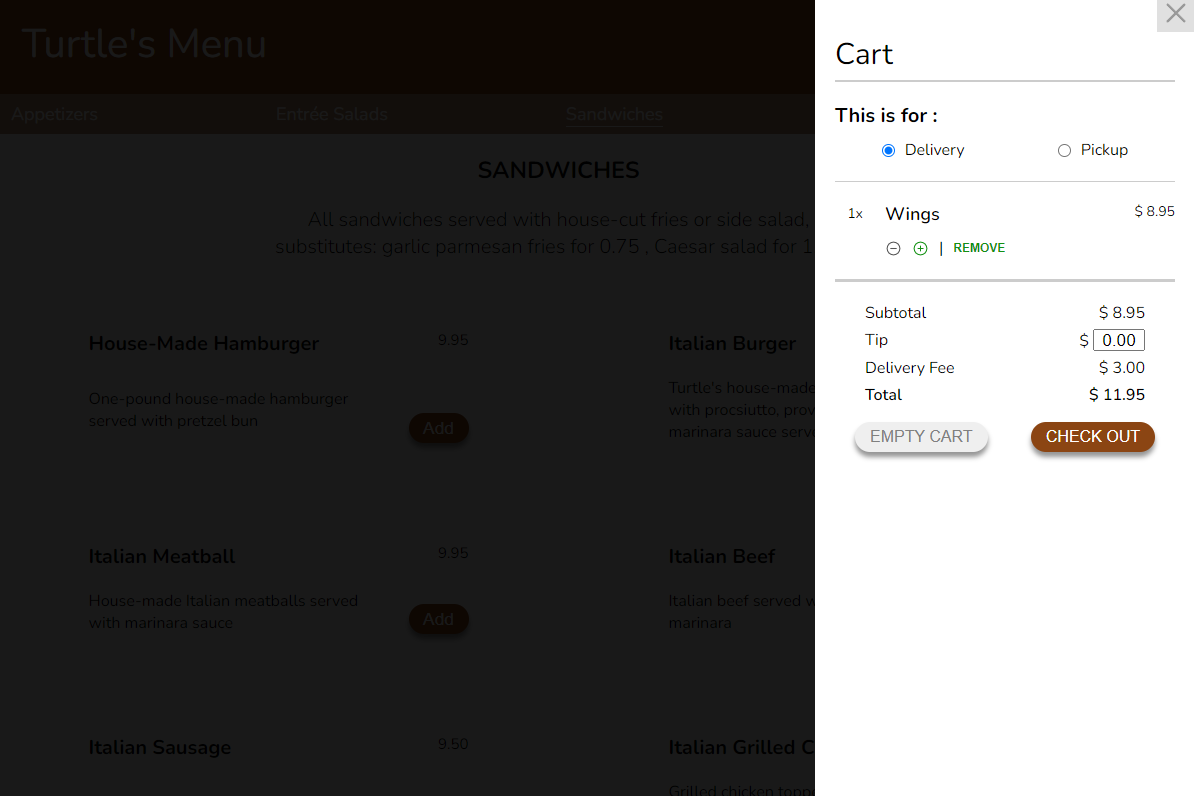 Turtle's Menu
Appetizers
Entrée Salads
Sandwiches
SANDWICHES
All sandwiches served with house-cut fries or side salad,
substitutes: garlic parmesan fries for 0.75 , Caesar salad for 1
House-Made Hamburger
9.95
One-pound house-made hamburger
served with pretzel bun
Add
Italian Burger
Turtle's house-made
with procsiutto, prov
marinara sauce serve
Italian Meatball
9.95
House-made Italian meatballs served
with marinara sauce
Add
Italian Beef
Italian beef served w
marinara
Italian Sausage
9.50
Italian Grilled C
Grilled chicken topp
Cart
This is for :
Delivery
Pickup
1x Wings $ 8.95
| REMOVE
Subtotal $ 8.95
Tip $ 0.00
Delivery Fee $ 3.00
Total $ 11.95
EMPTY CART
CHECK OUT